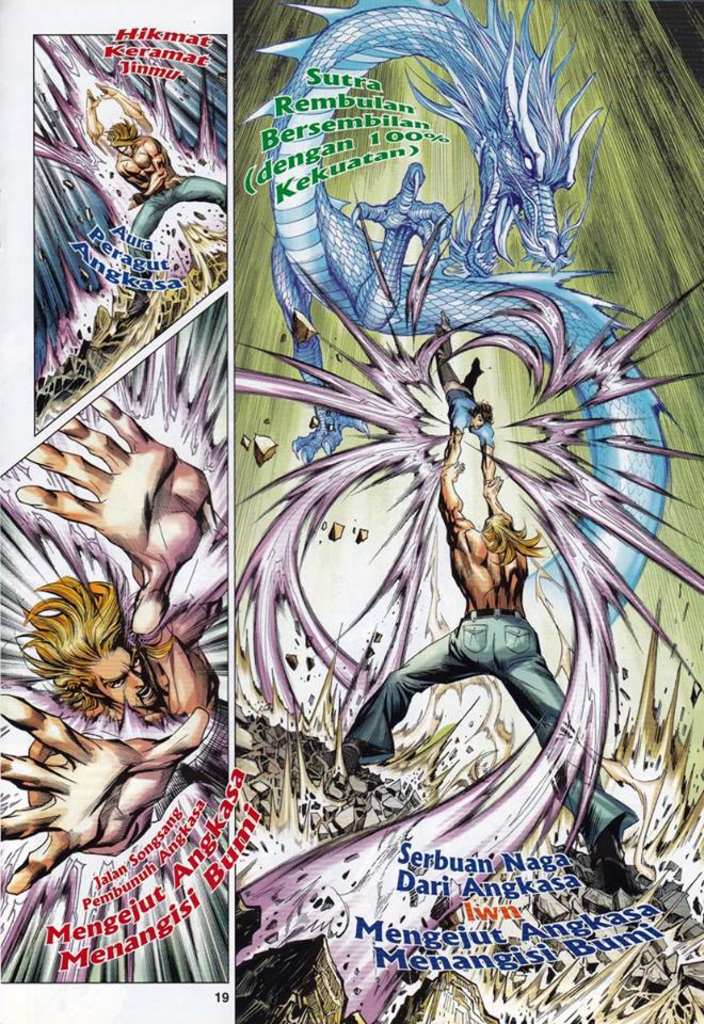 Hikmat
Keramat
Jinmu
Aura
Peragut
Angkasa
Jalan Songsang
Pembunuh Angkasa
Mengejut Angkasa
Menangisi Bumi
19
Sutra
Rembulan
Bersembilan
(dengan 100%
Kekuatan)
Serbuan Naga
Dari Angkasa
lwn
Mengejut Angkasa
Menangisi Bumi